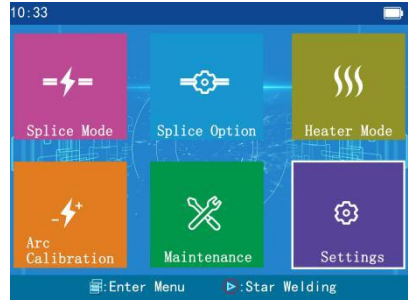 10:33
Splice Mode
Splice Option
Heater Mode
Arc
Calibration
Maintenance
Settings
:Enter Menu
:Star Welding